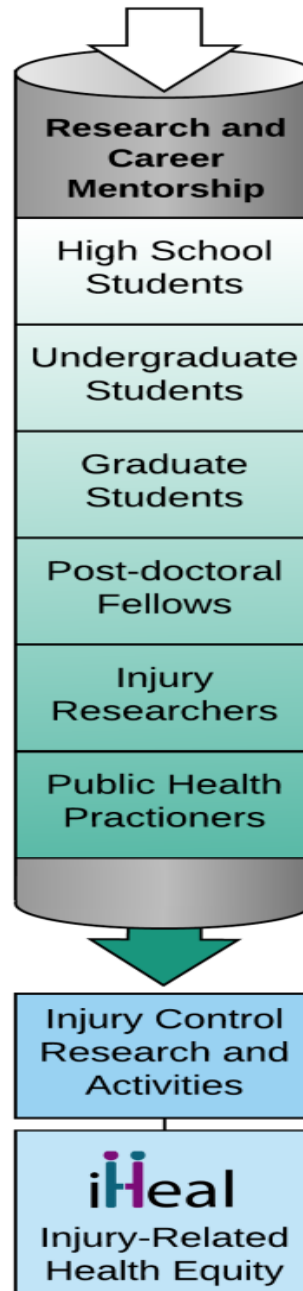 Research and
Career
Mentorship
High School
Students
Undergraduate
Students
Graduate
Students
Post-doctoral
Fellows
Injury
Researchers
Public Health
Practioners
Injury Control
Research and
Activities
iHeal
Injury-Related
Health Equity